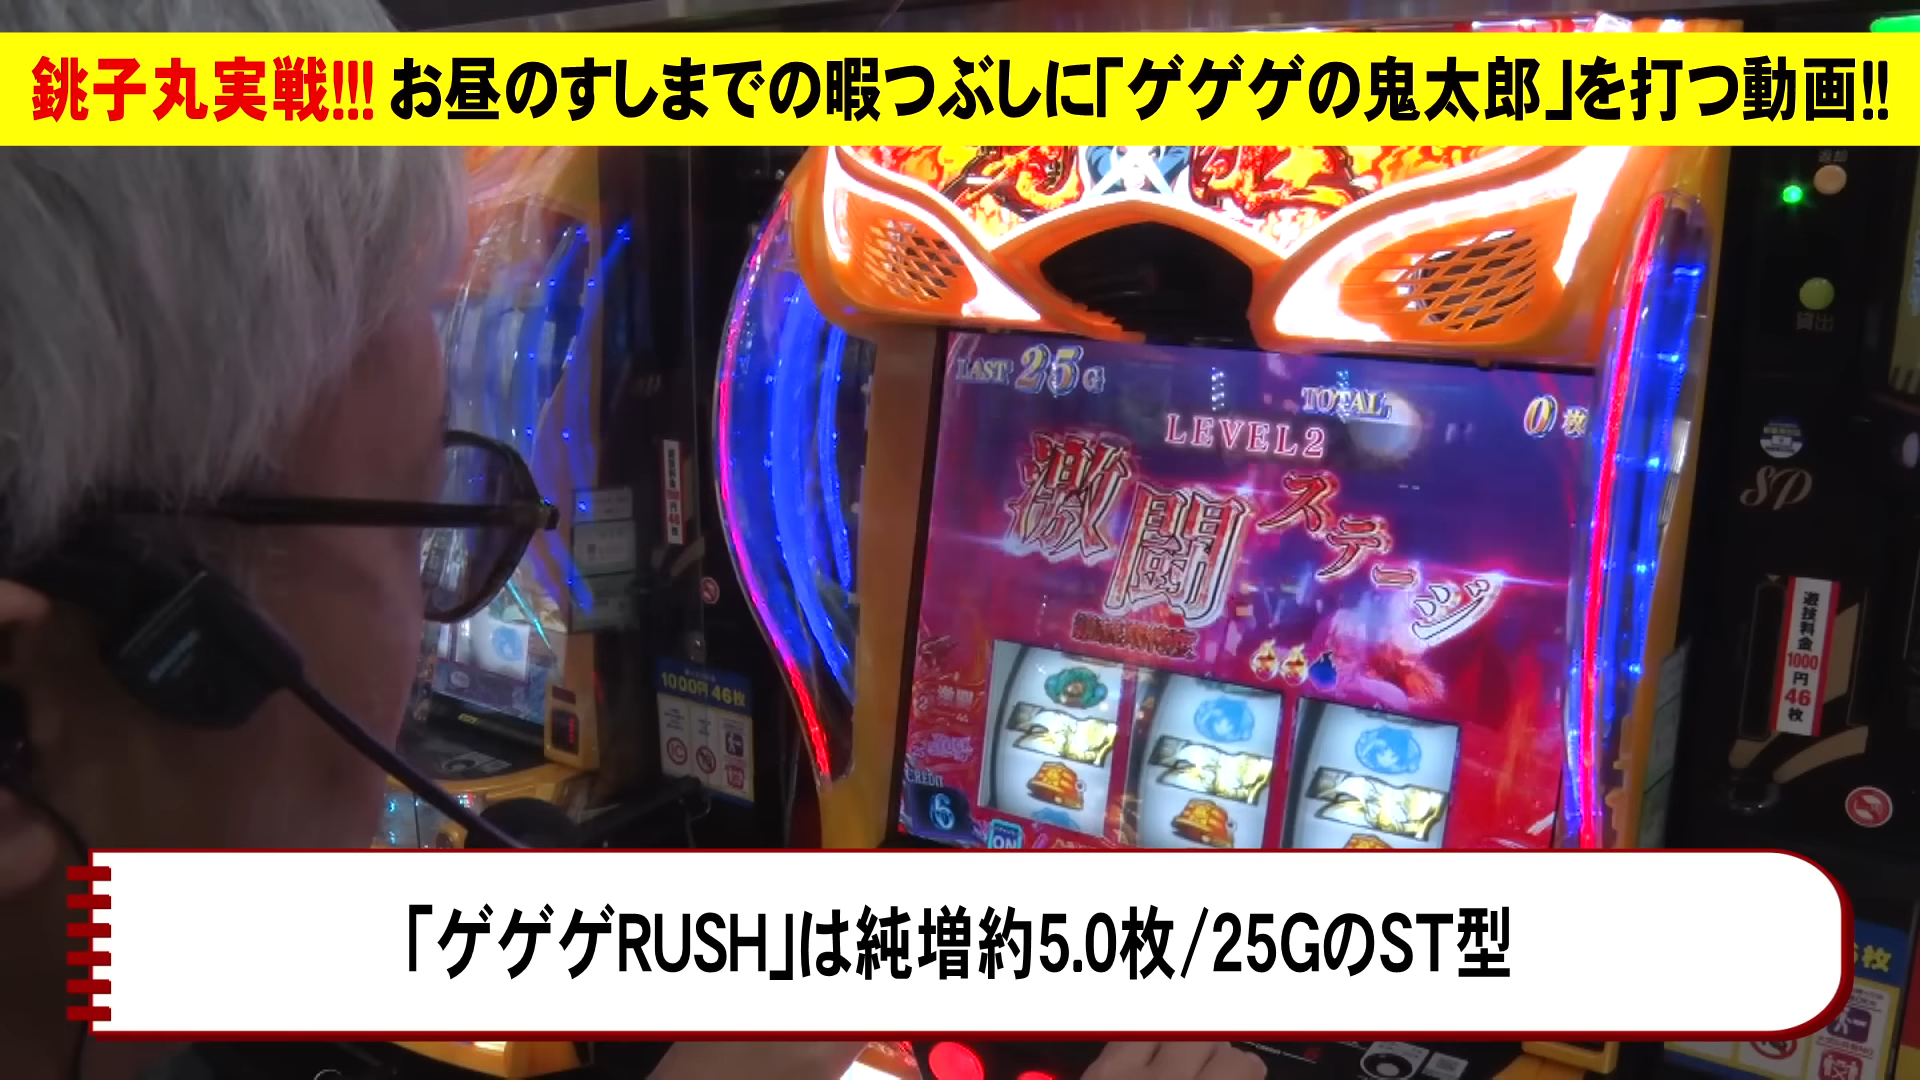 銚子丸実戦!!! お昼のすしまでの暇つぶしに「ゲゲゲの鬼太郎」を打つ動画!!
LAST 25G
TOTAL 0枚
LEVEL2
激闘ステージ
CREDIT
6
ON
SP
貸出
遊技料金1000円46枚
1000円 46枚
「ゲゲゲRUSH」は純増約5.0枚/25GのST型